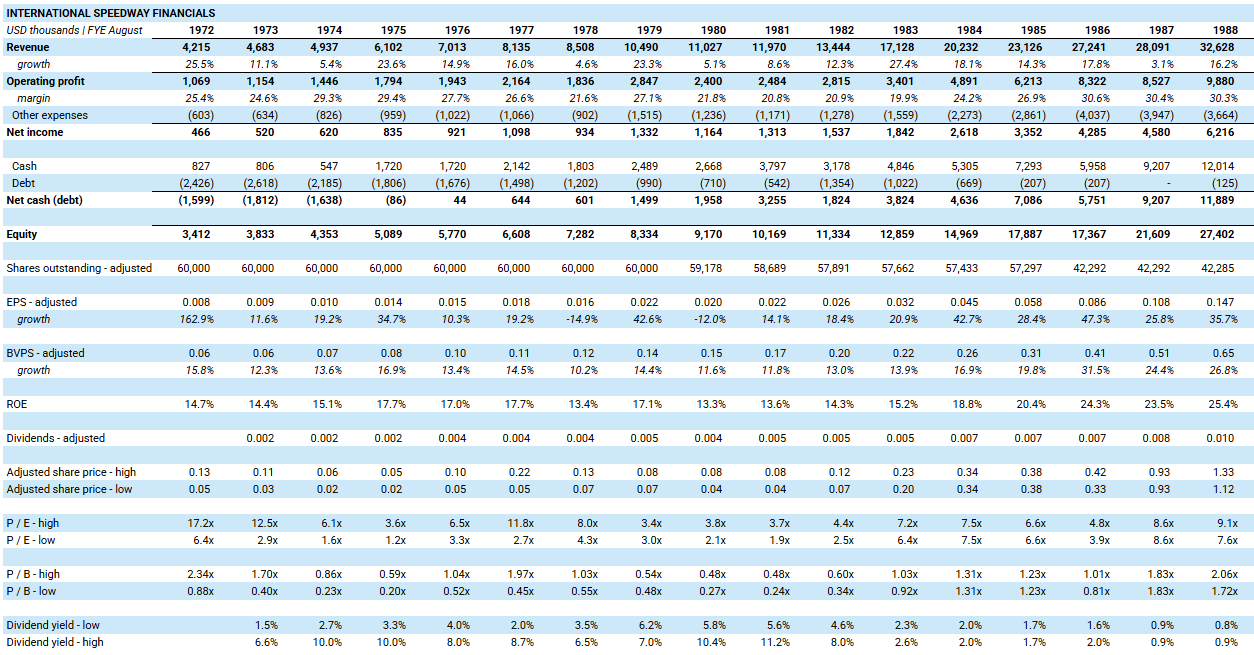 INTERNATIONAL SPEEDWAY FINANCIALS
USD thousands | FYE August 1972 1973 1974 1975 1976 1977 1978 1979 1980 1981 1982 1983 1984 1985 1986 1987 1988
Revenue 4,215 4,683 4,937 6,102 7,013 8,135 8,508 10,490 11,027 11,970 13,444 17,128 20,232 23,126 27,241 28,091 32,628
growth 25.5% 11.1% 5.4% 23.6% 14.9% 16.0% 4.6% 23.3% 5.1% 8.6% 12.3% 27.4% 18.1% 14.3% 17.8% 3.1% 16.2%
Operating profit 1,069 1,154 1,446 1,794 1,943 2,164 1,836 2,847 2,400 2,484 2,815 3,401 4,891 6,213 8,322 8,527 9,880
margin 25.4% 24.6% 29.3% 29.4% 27.7% 26.6% 21.6% 27.1% 21.8% 20.8% 20.9% 19.9% 24.2% 26.9% 30.6% 30.4% 30.3%
Other expenses (603) (634) (826) (959) (1,022) (1,066) (902) (1,515) (1,236) (1,171) (1,278) (1,559) (2,273) (2,861) (4,037) (3,947) (3,664)
Net income 466 520 620 835 921 1,098 934 1,332 1,164 1,313 1,537 1,842 2,618 3,352 4,285 4,580 6,216
Cash 827 806 547 1,720 1,720 2,142 1,803 2,489 2,668 3,797 3,178 4,846 5,305 7,293 5,958 9,207 12,014
Debt (2,426) (2,618) (2,185) (1,806) (1,676) (1,498) (1,202) (990) (710) (542) (1,354) (1,022) (669) (207) (207) - (125)
Net cash (debt) (1,599) (1,812) (1,638) (86) 44 644 601 1,499 1,958 3,255 1,824 3,824 4,636 7,086 5,751 9,207 11,889
Equity 3,412 3,833 4,353 5,089 5,770 6,608 7,282 8,334 9,170 10,169 11,334 12,859 14,969 17,887 17,367 21,609 27,402
Shares outstanding - adjusted 60,000 60,000 60,000 60,000 60,000 60,000 60,000 60,000 59,178 58,689 57,891 57,662 57,433 57,297 42,292 42,292 42,285
EPS - adjusted 0.008 0.009 0.010 0.014 0.015 0.018 0.016 0.022 0.020 0.022 0.026 0.032 0.045 0.058 0.086 0.108 0.147
growth 162.9% 11.6% 19.2% 34.7% 10.3% 19.2% -14.9% 42.6% -12.0% 14.1% 18.4% 20.9% 42.7% 28.4% 47.3% 25.8% 35.7%
BVPS - adjusted 0.06 0.06 0.07 0.08 0.10 0.11 0.12 0.14 0.15 0.17 0.20 0.22 0.26 0.31 0.41 0.51 0.65
growth 15.8% 12.3% 13.6% 16.9% 13.4% 14.5% 10.2% 14.4% 11.6% 11.8% 13.0% 13.9% 16.9% 19.8% 31.5% 24.4% 26.8%
ROE 14.7% 14.4% 15.1% 17.7% 17.0% 17.7% 13.4% 17.1% 13.3% 13.6% 14.3% 15.2% 18.8% 20.4% 24.3% 23.5% 25.4%
Dividends - adjusted 0.002 0.002 0.002 0.004 0.004 0.004 0.005 0.004 0.005 0.005 0.005 0.007 0.007 0.007 0.008 0.010
Adjusted share price - high 0.13 0.11 0.06 0.05 0.10 0.22 0.13 0.08 0.08 0.08 0.12 0.23 0.34 0.38 0.42 0.93 1.33
Adjusted share price - low 0.05 0.03 0.02 0.02 0.05 0.05 0.07 0.07 0.04 0.04 0.07 0.20 0.34 0.38 0.33 0.93 1.12
P / E - high 17.2x 12.5x 6.1x 3.6x 6.5x 11.8x 8.0x 3.4x 3.8x 3.7x 4.4x 7.2x 7.5x 6.6x 4.8x 8.6x 9.1x
P / E - low 6.4x 2.9x 1.6x 1.2x 3.3x 2.7x 4.3x 3.0x 2.1x 1.9x 2.5x 6.4x 7.5x 6.6x 3.9x 8.6x 7.6x
P / B - high 2.34x 1.70x 0.86x 0.59x 1.04x 1.97x 1.03x 0.54x 0.48x 0.48x 0.60x 1.03x 1.31x 1.23x 1.01x 1.83x 2.06x
P / B - low 0.88x 0.40x 0.23x 0.20x 0.52x 0.45x 0.55x 0.48x 0.27x 0.24x 0.34x 0.92x 1.31x 1.23x 0.81x 1.83x 1.72x
Dividend yield - low 1.5% 2.7% 3.3% 4.0% 2.0% 3.5% 6.2% 5.8% 5.6% 4.6% 2.3% 2.0% 1.7% 1.6% 0.9% 0.8%
Dividend yield - high 6.6% 10.0% 10.0% 8.0% 8.7% 6.5% 7.0% 10.4% 11.2% 8.0% 2.6% 2.0% 1.7% 2.0% 0.9% 0.9%